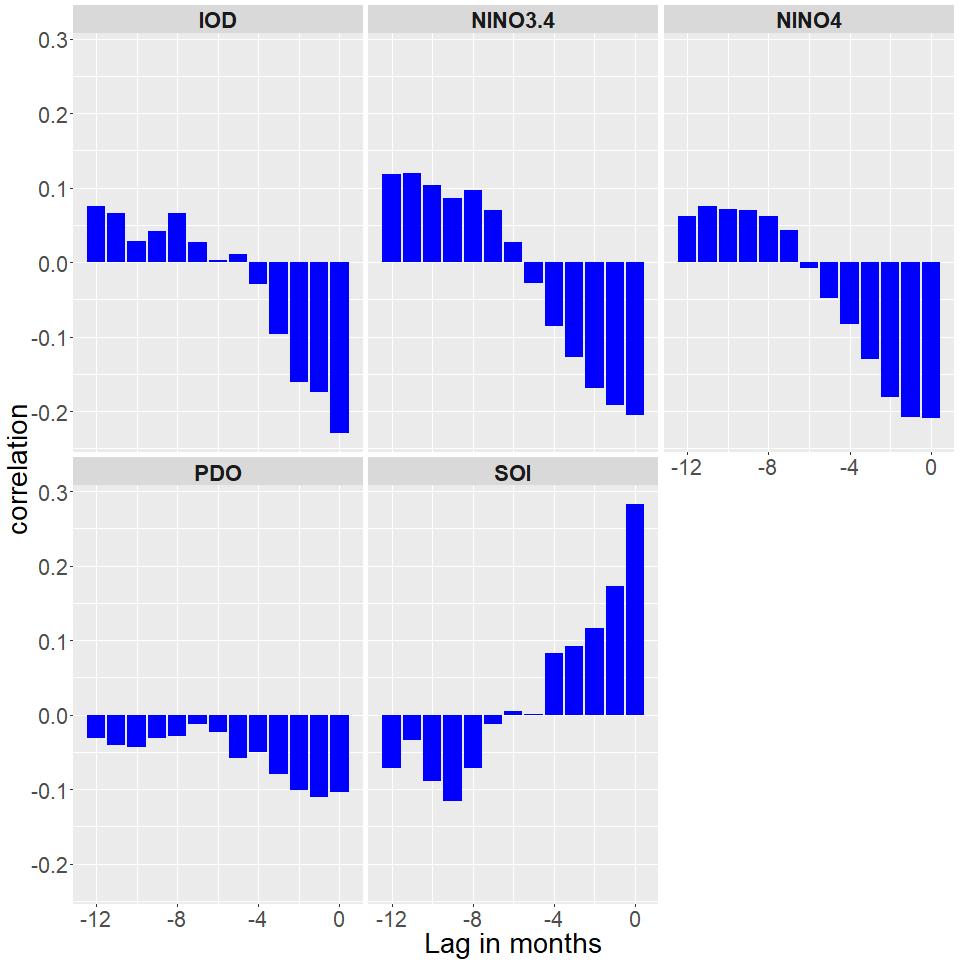 IOD NINO3.4 NINO4
0.3
0.2
0.1
0.0
-0.1
-0.2
correlation
-12 -8 -4 0
PDO SOI
0.3
0.2
0.1
0.0
-0.1
-0.2
-12 -8 -4 0 -12 -8 -4 0
Lag in months